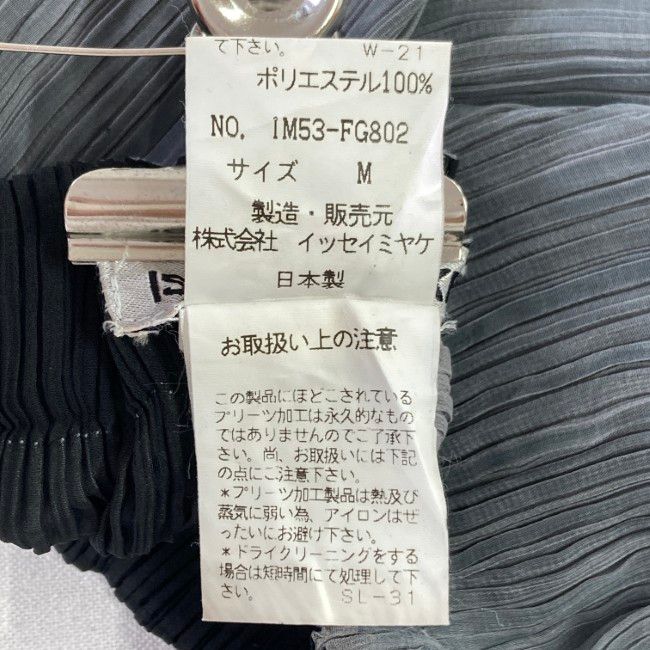 て下さい。 W-21
ポリエステル100%
NO. IM53-FG802
サイズ M
製造・販売元
株式会社 イッセイミヤケ
日本製
お取扱い上の注意
この製品にほどこされている
プリーツ加工は永久的なもの
ではありませんのでご了承下
さい。尚、お取扱いには下記
の点にご注意下さい。
*プリーツ加工製品は熱及び
蒸気に弱い為、アイロンはぜ
ったいにお避け下さい。
*ドライクリーニングをする
場合は短時間にて処理して下
さい。 SL-31